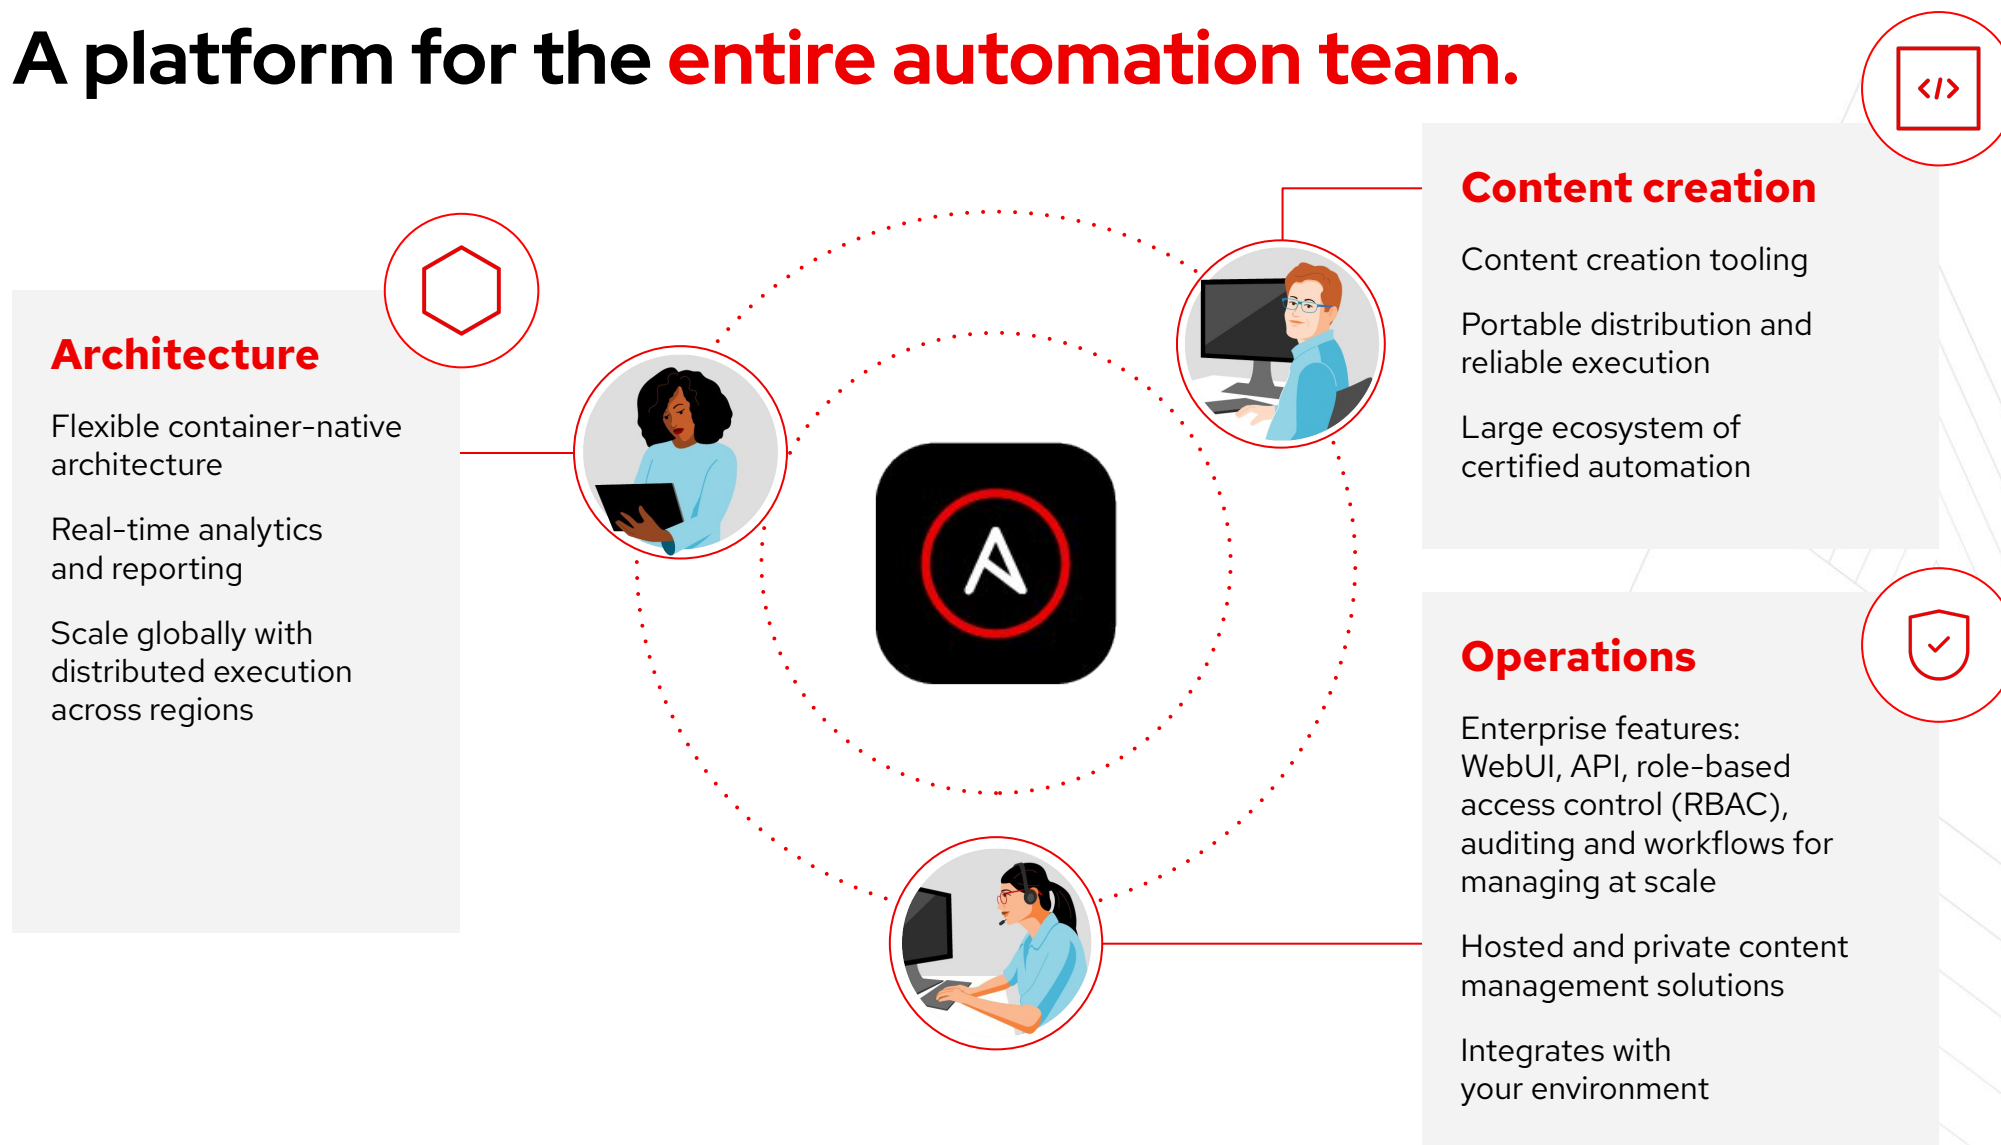 A platform for the entire automation team.
Architecture
Flexible container-native
architecture
Real-time analytics
and reporting
Scale globally with
distributed execution
across regions
Content creation
Content creation tooling
Portable distribution and
reliable execution
Large ecosystem of
certified automation
Operations
Enterprise features:
WebUI, API, role-based
access control (RBAC),
auditing and workflows for
managing at scale
Hosted and private content
management solutions
Integrates with
your environment